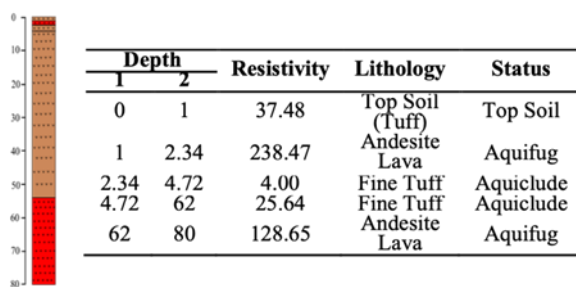 0
10
20
30
40
50
60
70
80
Depth Resistivity Lithology Status
1 2
0 1 37.48 Top Soil (Tuff) Top Soil
1 2.34 238.47 Andesite Lava Aquifug
2.34 4.72 4.00 Fine Tuff Aquiclude
4.72 62 25.64 Fine Tuff Aquiclude
62 80 128.65 Andesite Lava Aquifug